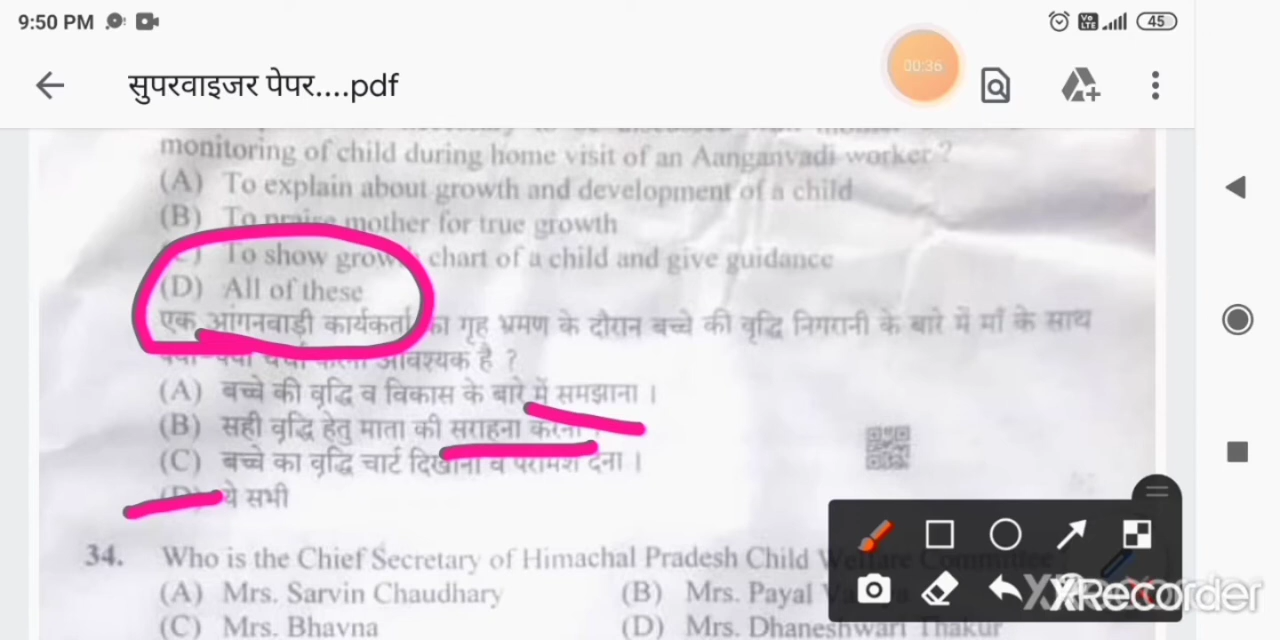 9:50 PM
45
सुपरवाइजर पेपर....pdf
00:36
monitoring of child during home visit of an Aanganvadi worker ?
(A) To explain about growth and development of a child
(B) To praise mother for true growth
To show growth chart of a child and give guidance
(D) All of these
एक आंगनवाड़ी कार्यकर्ता का गृह भ्रमण के दौरान बच्चे की वृद्धि निगरानी के बारे में माँ के साथ
आवश्यक है ?
(A) बच्चे की वृद्धि व विकास के बारे में समझाना ।
(B) सही वृद्धि हेतु माता की सराहना करना
(C) बच्चे का वृद्धि चार्ट दिखाना व परामर्श देना ।
(D) ये सभी
34. Who is the Chief Secretary of Himachal Pradesh Child Welfare Committee
(A) Mrs. Sarvin Chaudhary
(B) Mrs. Payal
(C) Mrs. Bhavna
(D) Mrs. Dhaneshwari Thakur
XRecorder